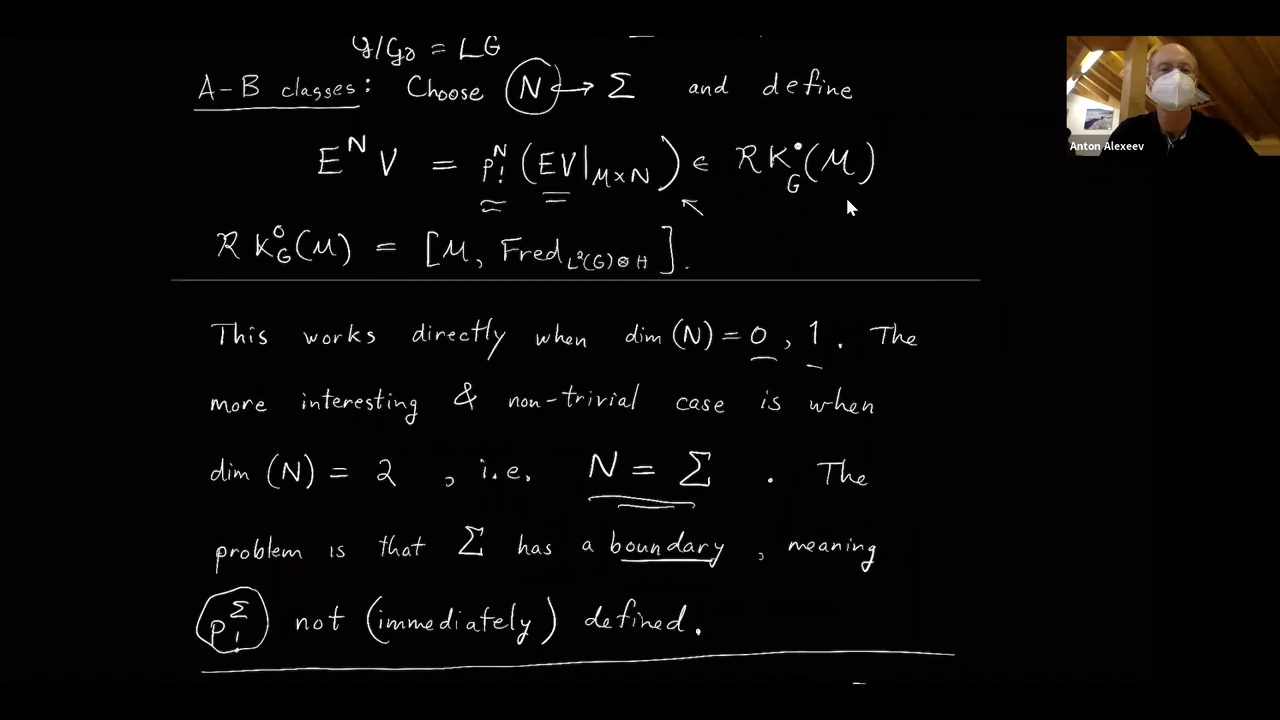 𝒢/𝒢₀ = LG
A-B classes: Choose N ↪ Σ and define
E^N V = p_!^N (EV|_{M×N}) ∈ RK_G^•(M)
RK_G^0(M) = [M, Fred_{L²(G)⊗H}].
This works directly when dim(N) = 0, 1. The
more interesting & non-trivial case is when
dim(N) = 2, i.e. N = Σ. The
problem is that Σ has a boundary, meaning
p_!^Σ not (immediately) defined.
Anton Alexeev